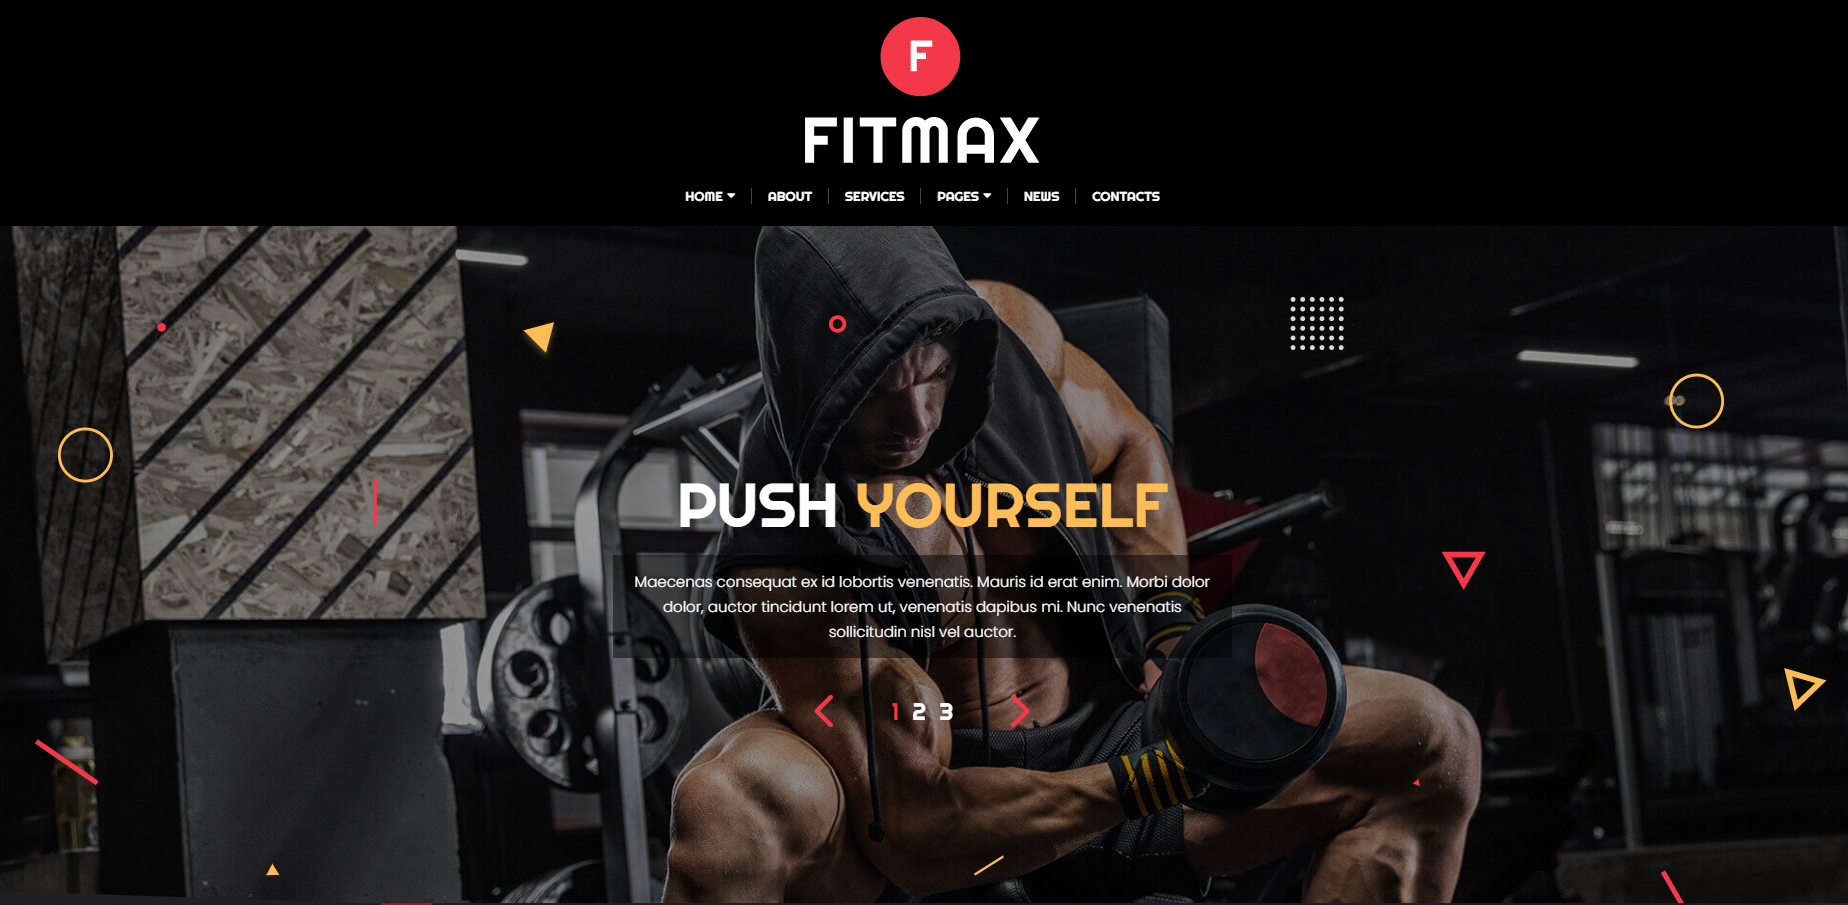 F
FITMAX
HOME ABOUT SERVICES PAGES NEWS CONTACTS
PUSH YOURSELF
Maecenas consequat ex id lobortis venenatis. Mauris id erat enim. Morbi dolor
dolor, auctor tincidunt lorem ut, venenatis dapibus mi. Nunc venenatis
sollicitudin nisl vel auctor.
1 2 3